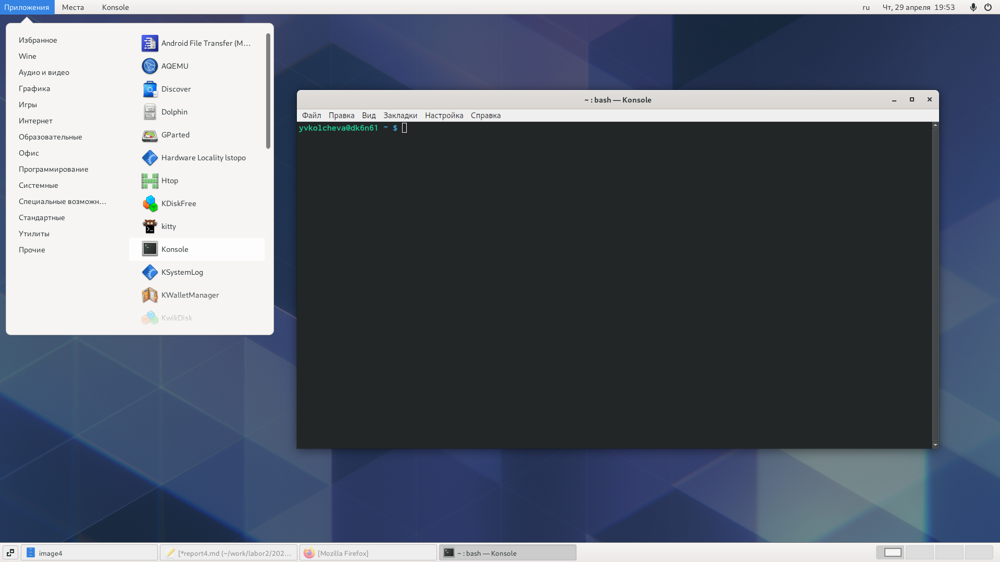 Приложения Места Konsole ru Чт, 29 апреля 19:53
Избранное
Wine
Аудио и видео
Графика
Игры
Интернет
Образовательные
Офис
Программирование
Системные
Специальные возможн...
Стандартные
Утилиты
Прочие
Android File Transfer (M...
AQEMU
Discover
Dolphin
GParted
Hardware Locality lstopo
Htop
KDiskFree
kitty
Konsole
KSystemLog
KWalletManager
KwikDisk
~ : bash — Konsole
Файл Правка Вид Закладки Настройка Справка
yvkolcheva@dk6n61 ~ $
image4 [*report4.md (~/work/labor2/202... [Mozilla Firefox] ~ : bash — Konsole